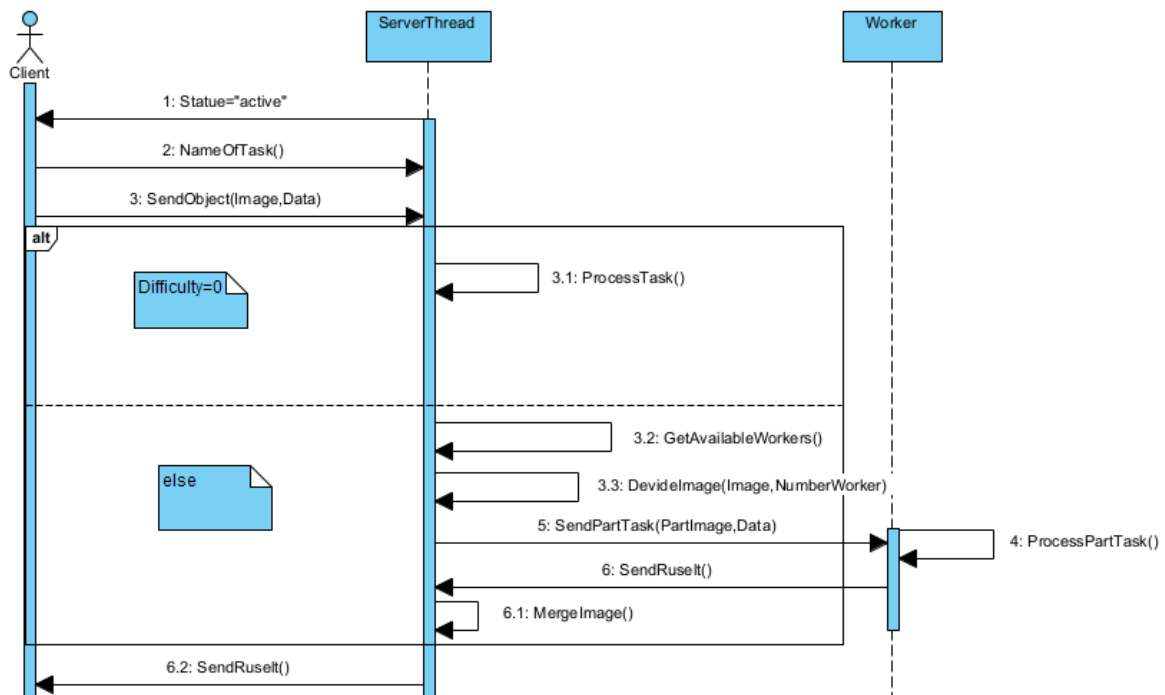 ServerThread
Worker
Client
1: Statue="active"
2: NameOfTask()
3: SendObject(Image,Data)
alt
Difficulty=0
3.1: ProcessTask()
3.2: GetAvailableWorkers()
else
3.3: DevideImage(Image,NumberWorker)
5: SendPartTask(PartImage,Data)
4: ProcessPartTask()
6: SendRuselt()
6.1: MergeImage()
6.2: SendRuselt()